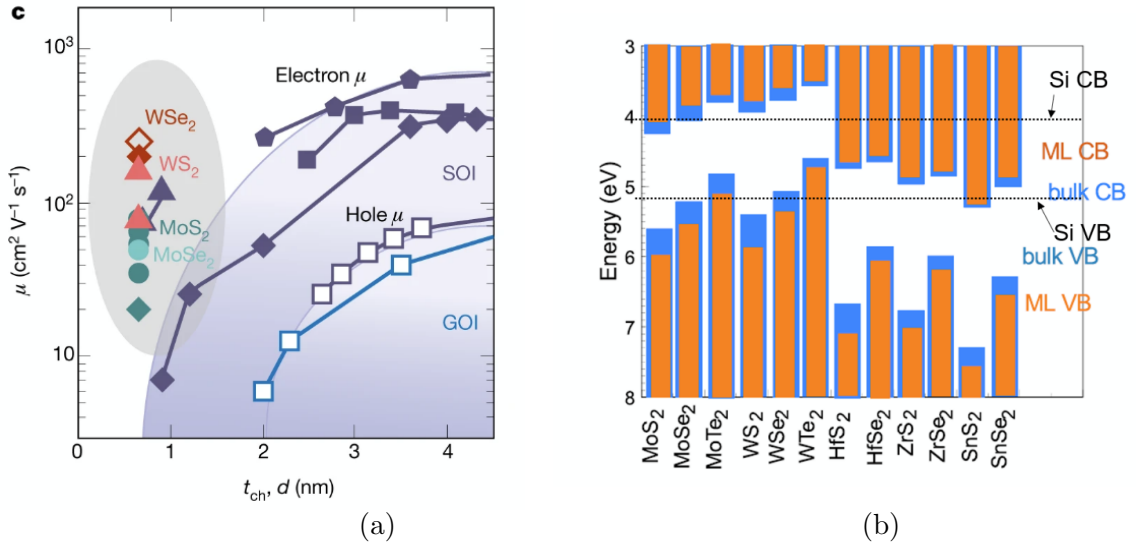 c
10³
10²
10
μ (cm² V⁻¹ s⁻¹)
Electron μ
WSe₂
WS₂
SOI
Hole μ
MoS₂
MoSe₂
GOI
0 1 2 3 4
t_ch, d (nm)
(a)
3
4
5
6
7
8
Energy (eV)
Si CB
ML CB
bulk CB
Si VB
bulk VB
ML VB
MoS₂
MoSe₂
MoTe₂
WS₂
WSe₂
WTe₂
HfS₂
HfSe₂
ZrS₂
ZrSe₂
SnS₂
SnSe₂
(b)